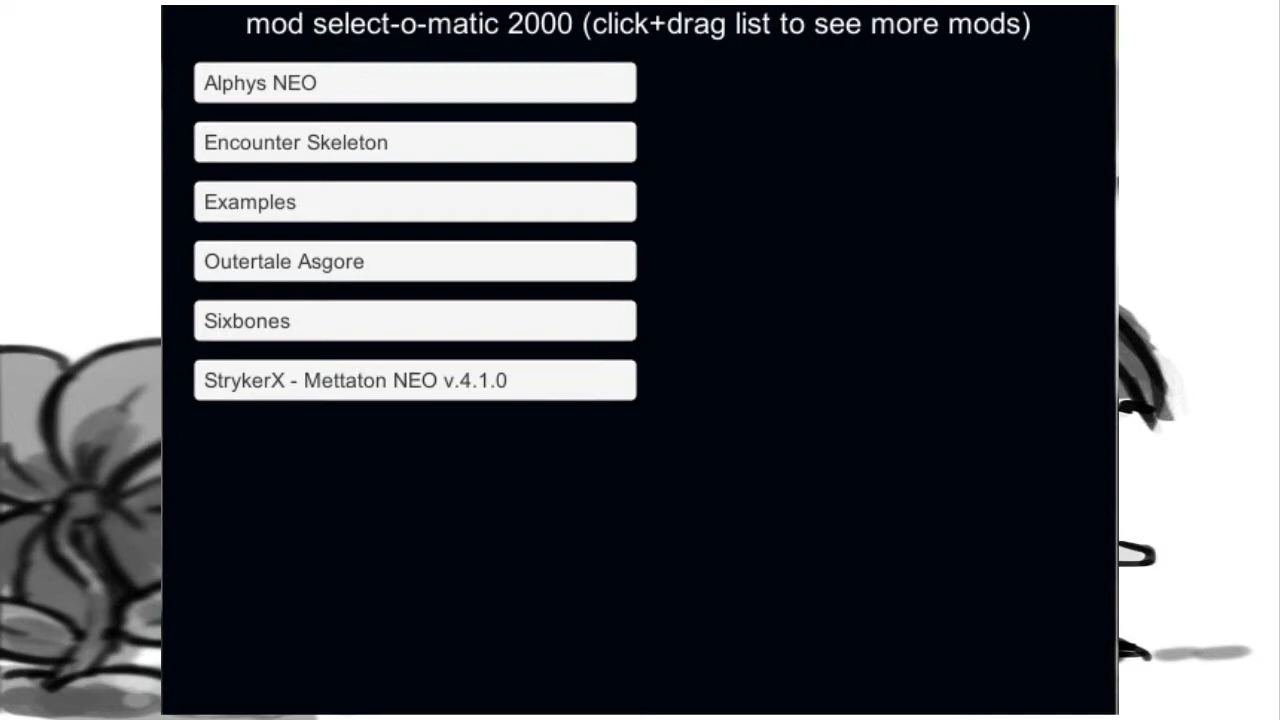 mod select-o-matic 2000 (click+drag list to see more mods)
Alphys NEO
Encounter Skeleton
Examples
Outertale Asgore
Sixbones
StrykerX - Mettaton NEO v.4.1.0